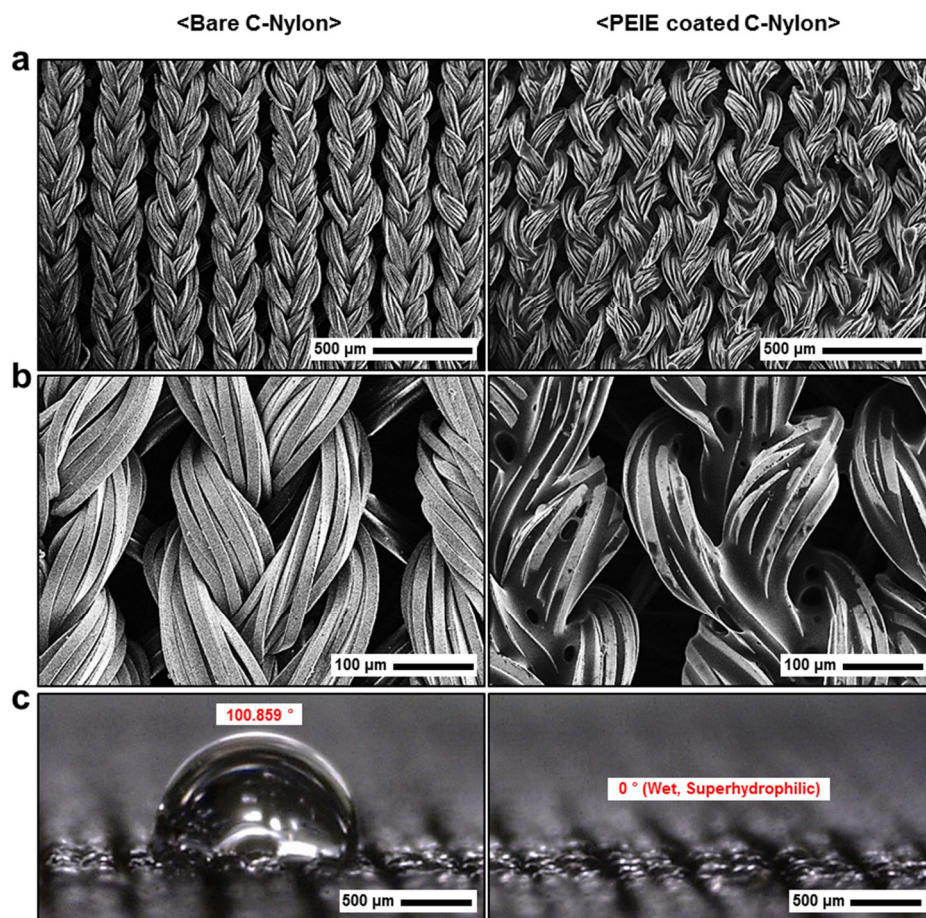 <Bare C-Nylon>
<PEIE coated C-Nylon>
a
500 µm
500 µm
b
100 µm
100 µm
c
100.859 °
0 ° (Wet, Superhydrophilic)
500 µm
500 µm